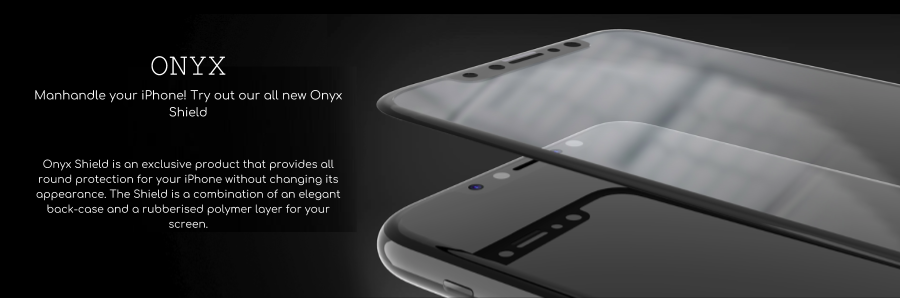 ONYX
Manhandle your iPhone! Try out our all new Onyx
Shield
Onyx Shield is an exclusive product that provides all
round protection for your iPhone without changing its
appearance. The Shield is a combination of an elegant
back-case and a rubberised polymer layer for your
screen.